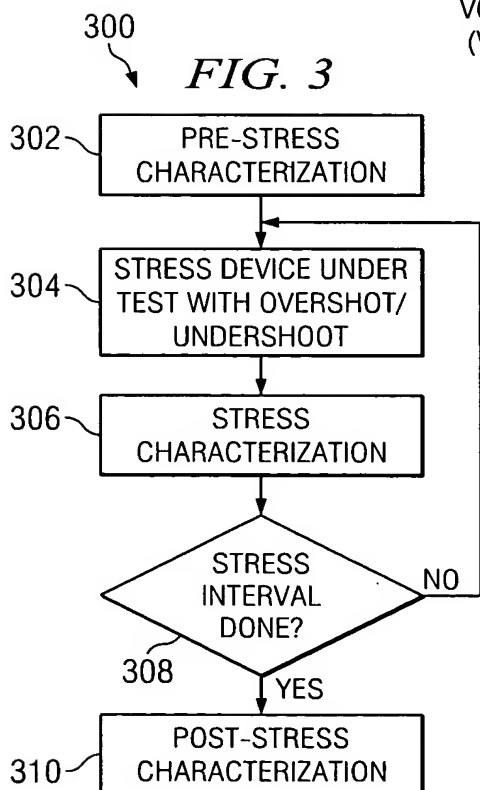 300
FIG. 3
302
PRE-STRESS
CHARACTERIZATION
304
STRESS DEVICE UNDER
TEST WITH OVERSHOT/
UNDERSHOOT
306
STRESS
CHARACTERIZATION
STRESS
INTERVAL
DONE?
NO
308
YES
310
POST-STRESS
CHARACTERIZATION